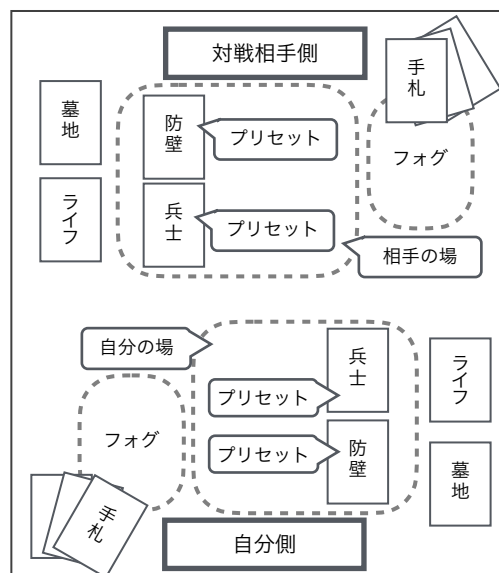 対戦相手側
墓地
防壁
プリセット
手札
フォグ
ライフ
兵士
プリセット
相手の場
自分の場
兵士
ライフ
プリセット
フォグ
プリセット
防壁
墓地
手札
自分側